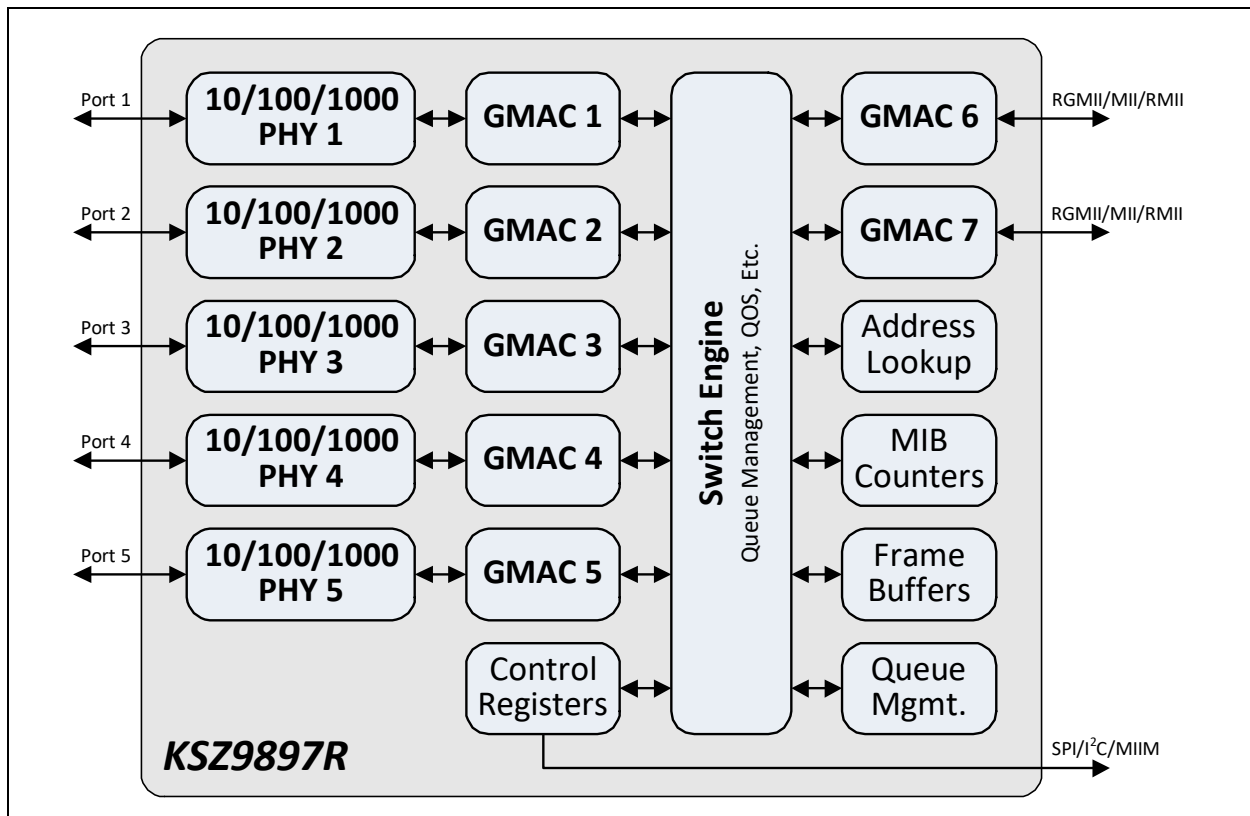 Port 1
10/100/1000
PHY 1
GMAC 1
GMAC 6
RGMII/MII/RMII
Port 2
10/100/1000
PHY 2
GMAC 2
GMAC 7
RGMII/MII/RMII
Port 3
10/100/1000
PHY 3
GMAC 3
Address
Lookup
Port 4
10/100/1000
PHY 4
GMAC 4
MIB
Counters
Port 5
10/100/1000
PHY 5
GMAC 5
Frame
Buffers
Switch Engine
Queue Management, QOS, Etc.
Control
Registers
Queue
Mgmt.
KSZ9897R
SPI/I²C/MIIM